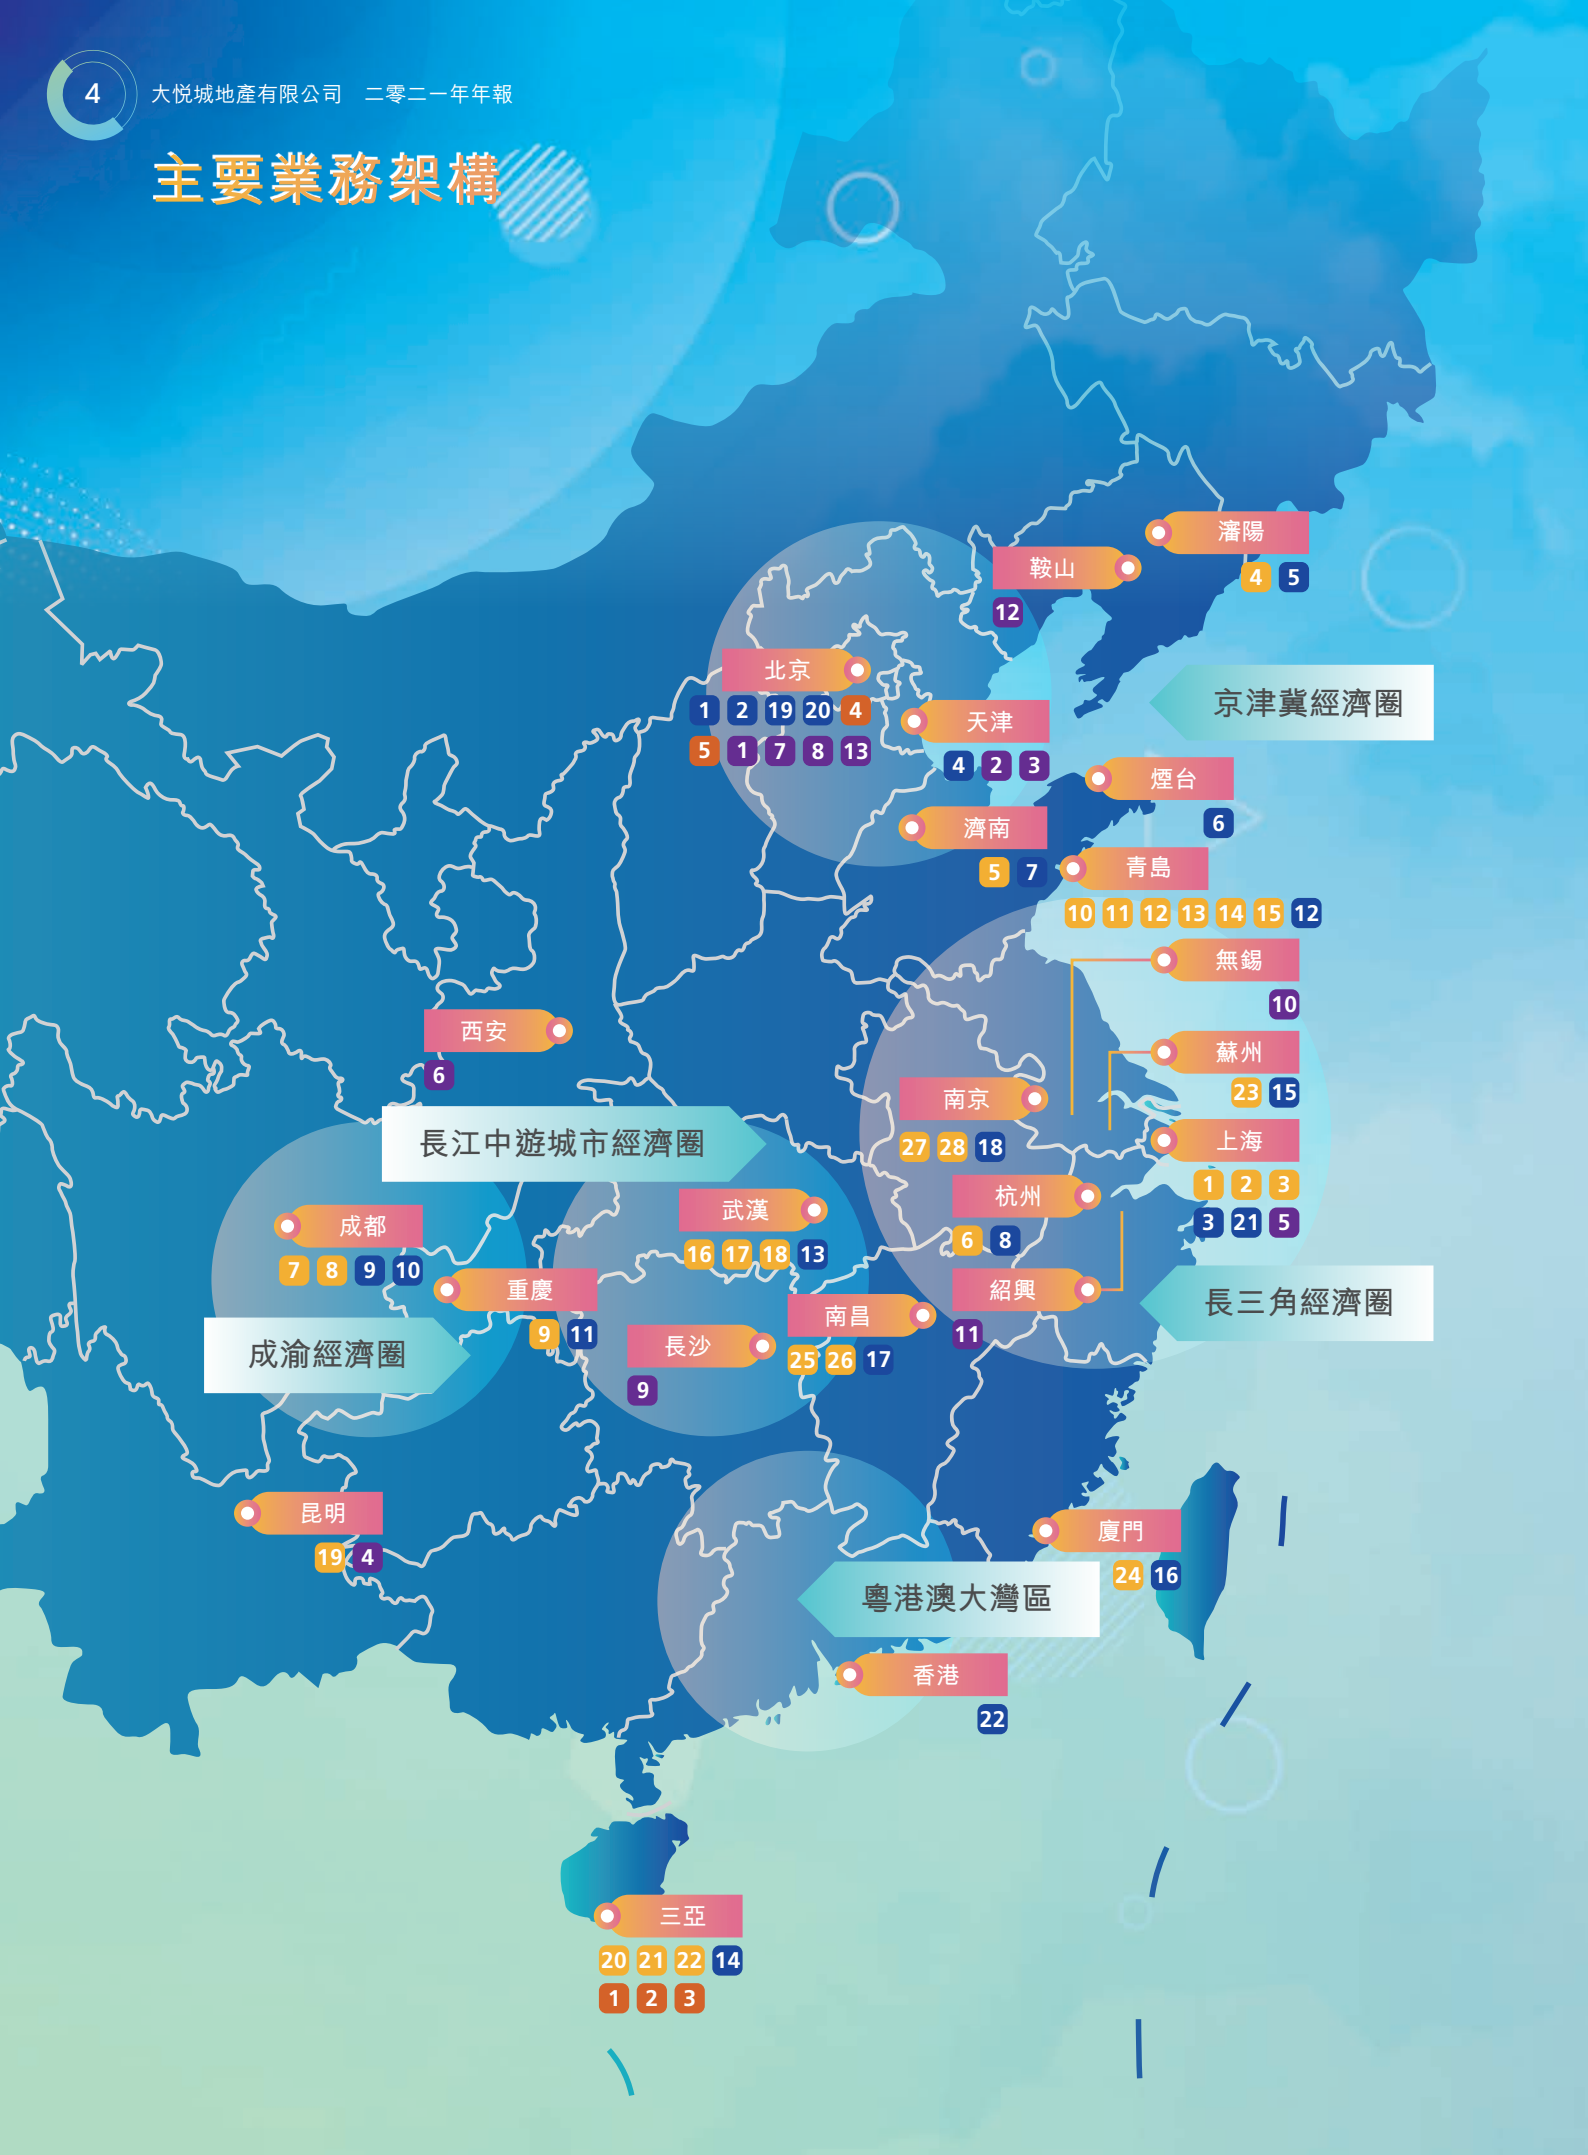 4
大悦城地產有限公司　二零二一年年報
主要業務架構
瀋陽
4 5
鞍山
12
北京
1 2 19 20 4
5 1 7 8 13
京津冀經濟圈
天津
4 2 3
煙台
6
濟南
5 7
青島
10 11 12 13 14 15 12
無錫
10
西安
6
蘇州
23 15
南京
27 28 18
長江中遊城市經濟圈
上海
1 2 3
3 21 5
杭州
6 8
武漢
16 17 18 13
成都
7 8 9 10
重慶
9 11
紹興
11
長三角經濟圈
南昌
25 26 17
長沙
9
成渝經濟圈
昆明
19 4
廈門
24 16
粵港澳大灣區
香港
22
三亞
20 21 22 14
1 2 3